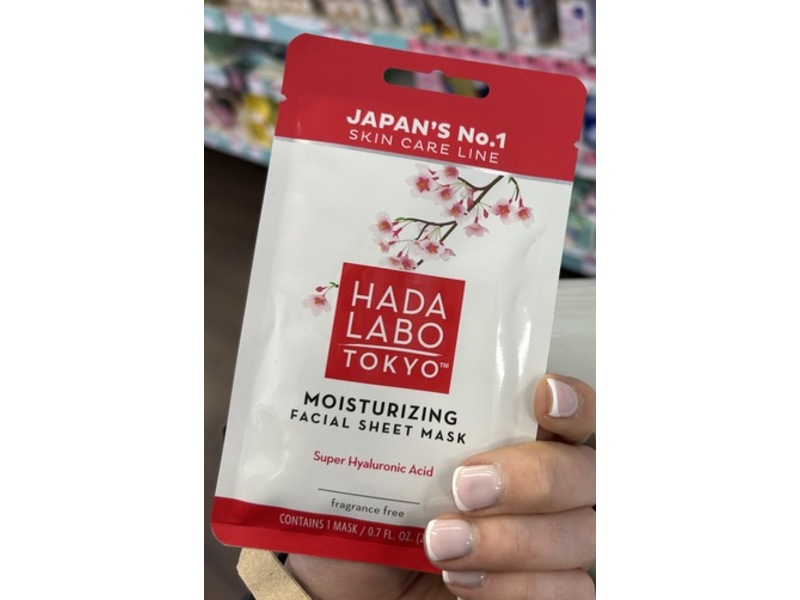 JAPAN'S No.1
SKIN CARE LINE
HADA
LABO
TOKYO™
MOISTURIZING
FACIAL SHEET MASK
Super Hyaluronic Acid
fragrance free
CONTAINS 1 MASK / 0.7 FL. OZ.